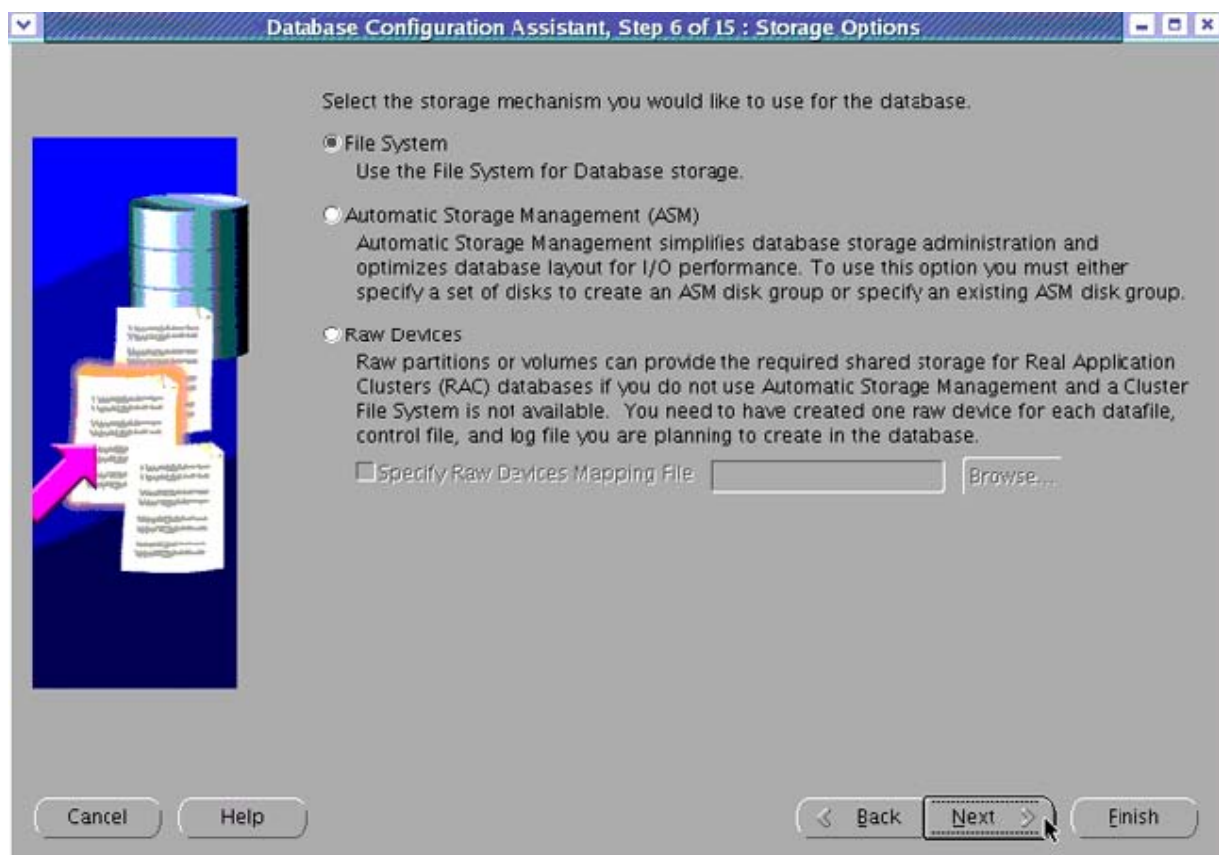 Database Configuration Assistant, Step 6 of 15 : Storage Options
Select the storage mechanism you would like to use for the database.
File System
Use the File System for Database storage.
Automatic Storage Management (ASM)
Automatic Storage Management simplifies database storage administration and
optimizes database layout for I/O performance. To use this option you must either
specify a set of disks to create an ASM disk group or specify an existing ASM disk group.
Raw Devices
Raw partitions or volumes can provide the required shared storage for Real Application
Clusters (RAC) databases if you do not use Automatic Storage Management and a Cluster
File System is not available. You need to have created one raw device for each datafile,
control file, and log file you are planning to create in the database.
Specify Raw Devices Mapping File
Browse...
Cancel
Help
Back
Next
Finish